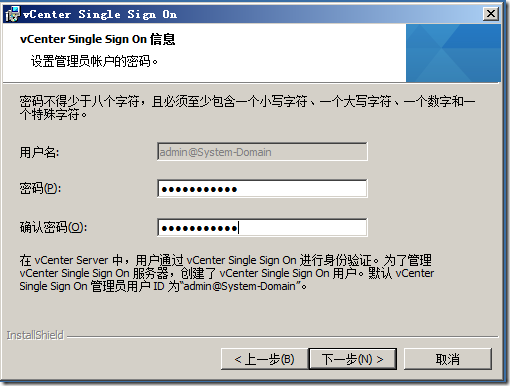 vCenter Single Sign On
vCenter Single Sign On 信息
设置管理员帐户的密码。
密码不得少于八个字符，且必须至少包含一个小写字符、一个大写字符、一个数字和一
个特殊字符。
用户名:
admin@System-Domain
密码(P):
●●●●●●●●●●●
确认密码(O):
●●●●●●●●●●●
在 vCenter Server 中，用户通过 vCenter Single Sign On 进行身份验证。为了管理
vCenter Single Sign On 服务器，创建了 vCenter Single Sign On 用户。默认 vCenter
Single Sign On 管理员用户 ID 为“admin@System-Domain”。
InstallShield
< 上一步(B)
下一步(N) >
取消